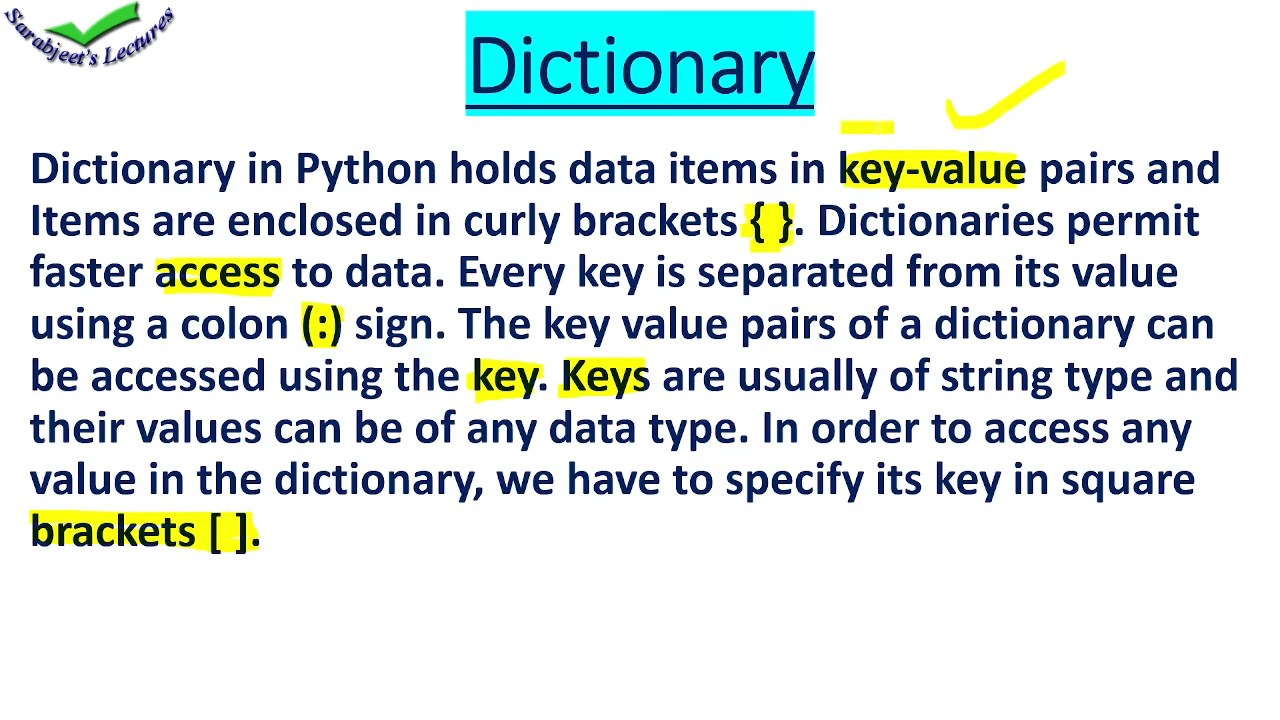 Sarabjeet's Lectures
Dictionary
Dictionary in Python holds data items in key-value pairs and
Items are enclosed in curly brackets { }. Dictionaries permit
faster access to data. Every key is separated from its value
using a colon (:) sign. The key value pairs of a dictionary can
be accessed using the key. Keys are usually of string type and
their values can be of any data type. In order to access any
value in the dictionary, we have to specify its key in square
brackets [ ].